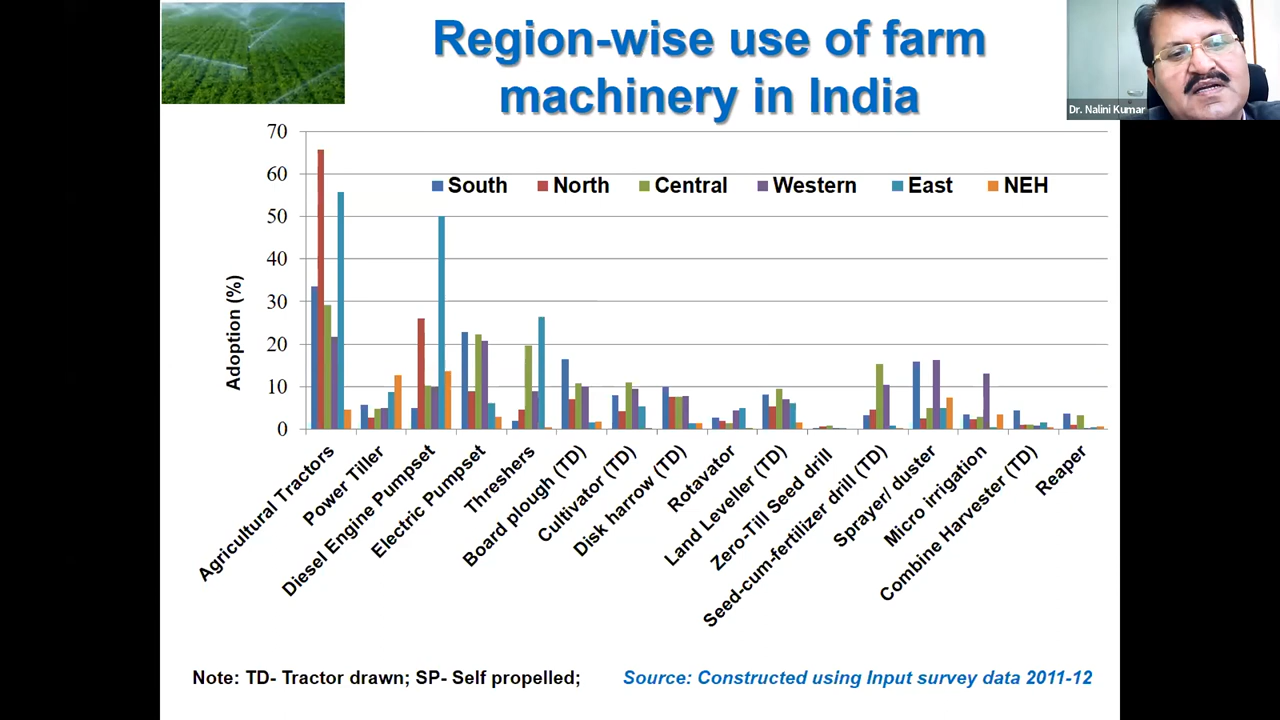 Region-wise use of farm
machinery in India
Dr. Nalini Kumar
70
60
50
40
30
20
10
0
Adoption (%)
South North Central Western East NEH
Agricultural Tractors
Power Tiller
Diesel Engine Pumpset
Electric Pumpset
Threshers
Board plough (TD)
Cultivator (TD)
Disk harrow (TD)
Rotavator
Land Leveller (TD)
Zero-Till Seed drill
Seed-cum-fertilizer drill (TD)
Sprayer/ duster
Micro irrigation
Combine Harvester (TD)
Reaper
Note: TD- Tractor drawn; SP- Self propelled;
Source: Constructed using Input survey data 2011-12